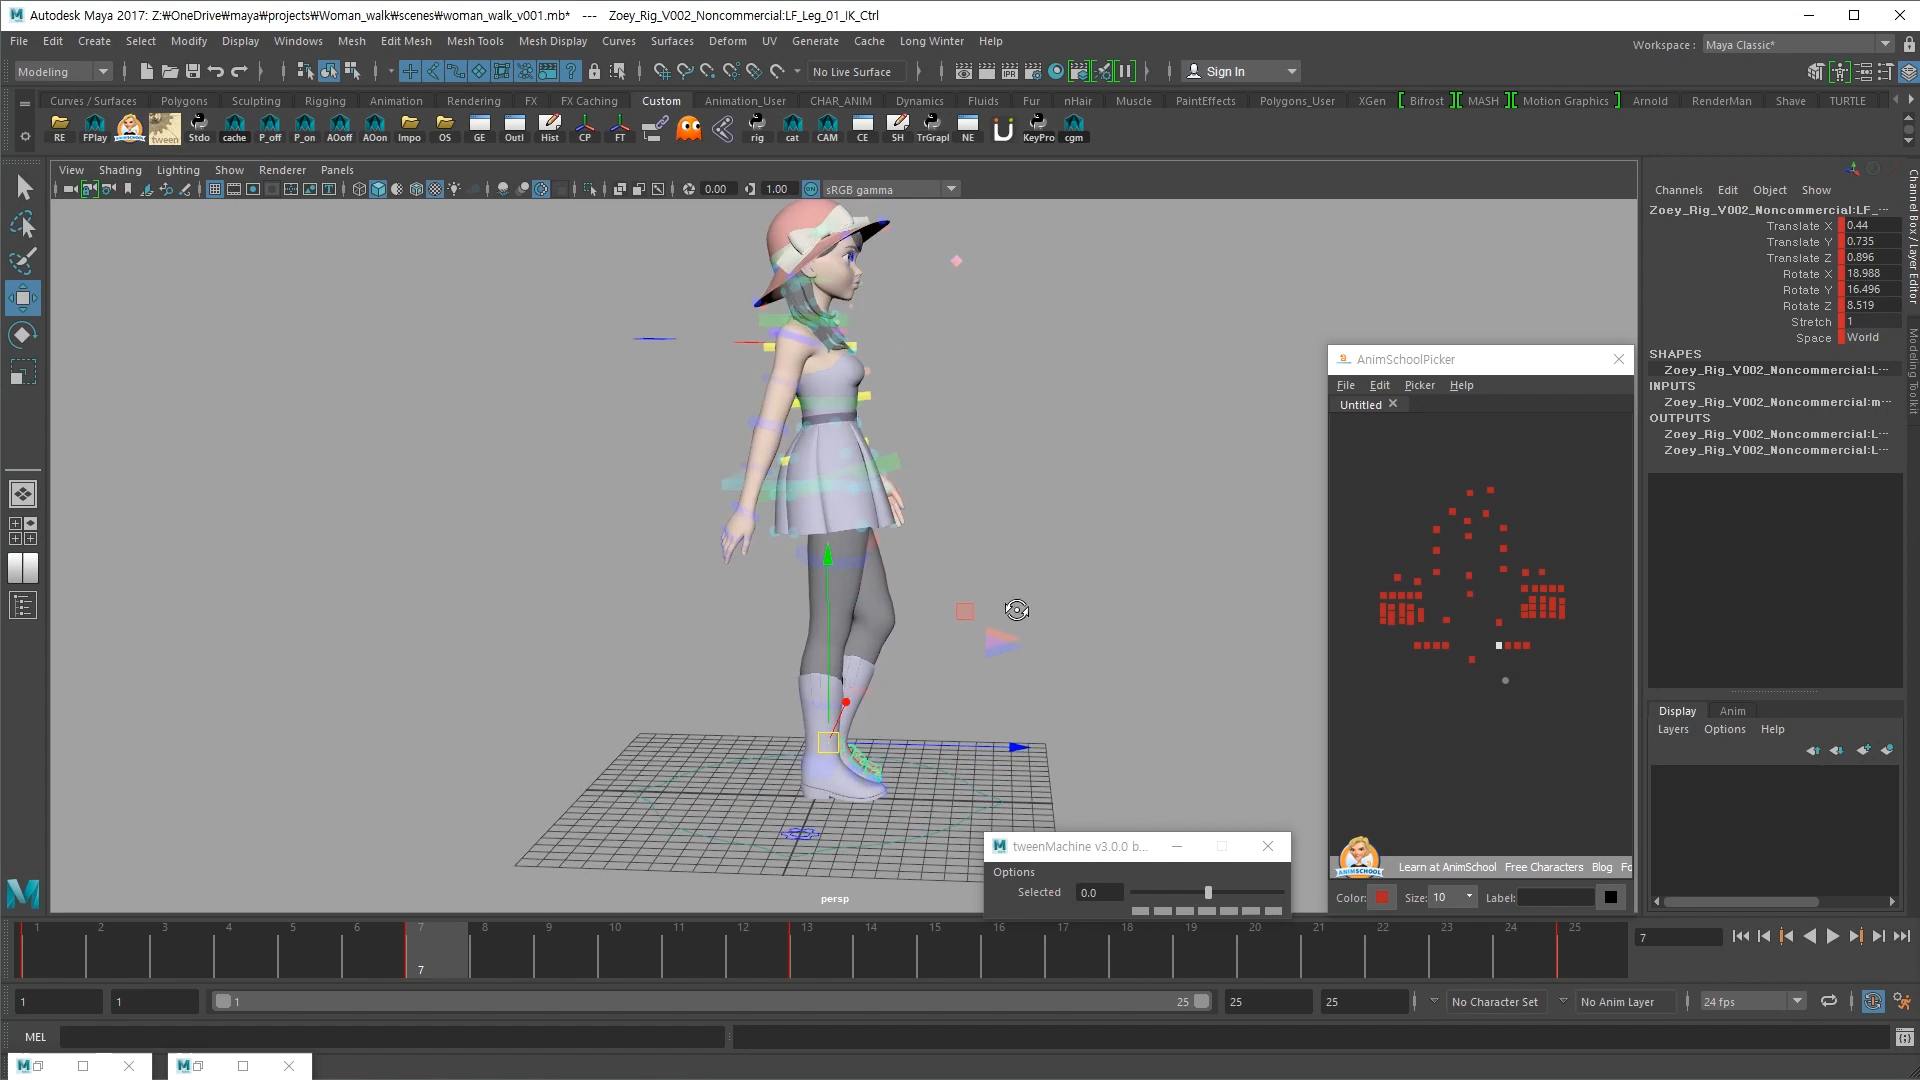 Autodesk Maya 2017: Z:₩OneDrive₩maya₩projects₩Woman_walk₩scenes₩woman_walk_v001.mb*   ---   Zoey_Rig_V002_Noncommercial:LF_Leg_01_IK_Ctrl
File Edit Create Select Modify Display Windows Mesh Edit Mesh Mesh Tools Mesh Display Curves Surfaces Deform UV Generate Cache Long Winter Help
Workspace : Maya Classic*
Modeling No Live Surface Sign In
Curves / Surfaces Polygons Sculpting Rigging Animation Rendering FX FX Caching Custom Animation_User CHAR_ANIM Dynamics Fluids Fur nHair Muscle PaintEffects Polygons_User XGen Bifrost MASH Motion Graphics Arnold RenderMan Shave TURTLE
RE FPlay tween Stdo cache P_off P_on AOoff AOon Impo OS GE Outl Hist CP FT rig cat CAM CE SH TrGrapl NE KeyPro cgm
View Shading Lighting Show Renderer Panels
IPR
0.00 1.00 ON sRGB gamma
persp
Channels Edit Object Show
Zoey_Rig_V002_Noncommercial:LF_...
Translate X 0.44
Translate Y 0.735
Translate Z 0.896
Rotate X 18.988
Rotate Y 16.496
Rotate Z 8.519
Stretch 1
Space World
SHAPES
Zoey_Rig_V002_Noncommercial:L...
INPUTS
Zoey_Rig_V002_Noncommercial:m...
OUTPUTS
Zoey_Rig_V002_Noncommercial:L...
Zoey_Rig_V002_Noncommercial:L...
Channel Box / Layer Editor
Modeling Toolkit
Display Anim
Layers Options Help
AnimSchoolPicker
File Edit Picker Help
Untitled
ANIMSCHOOL
Learn at AnimSchool Free Characters Blog Fo
Color: Size: 10 Label:
tweenMachine v3.0.0 b...
Options
Selected 0.0
1 2 3 4 5 6 7 8 9 10 11 12 13 14 15 16 17 18 19 20 21 22 23 24 25
7
7
1 1 1 25 25 25 No Character Set No Anim Layer 24 fps
MEL